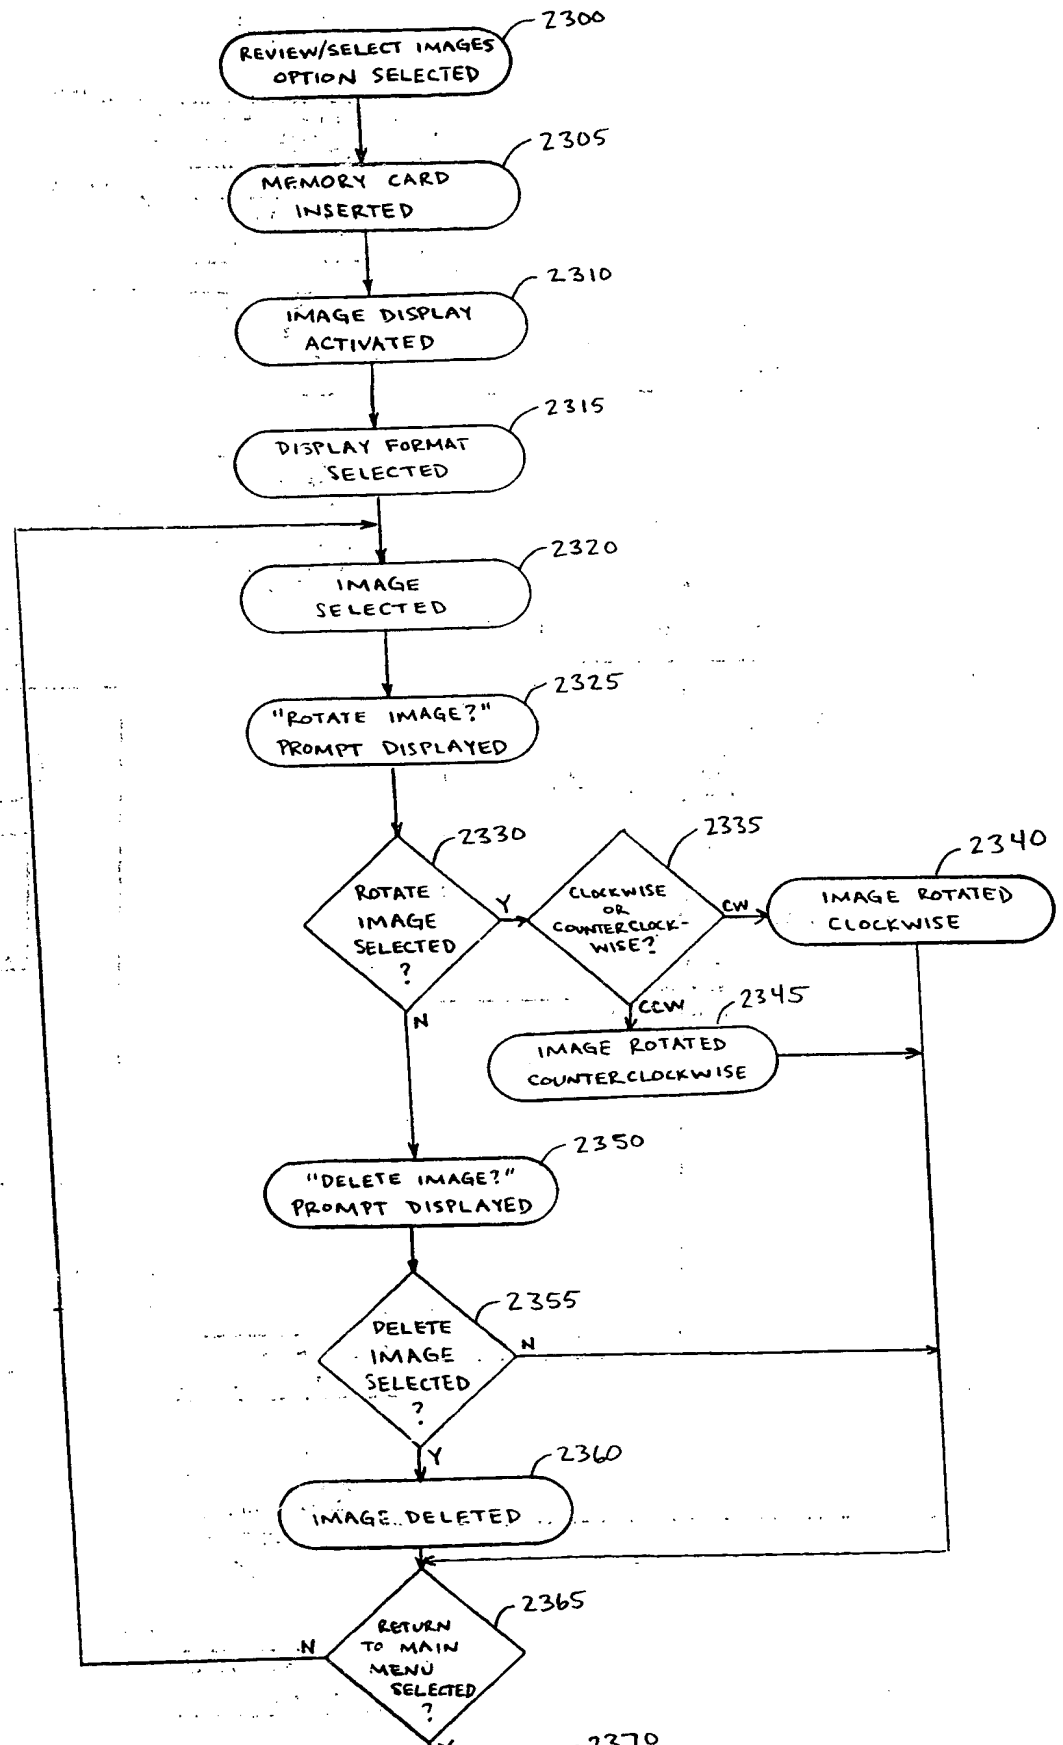 2300
REVIEW/SELECT IMAGES
OPTION SELECTED
2305
MEMORY CARD
INSERTED
2310
IMAGE DISPLAY
ACTIVATED
2315
DISPLAY FORMAT
SELECTED
2320
IMAGE
SELECTED
2325
"ROTATE IMAGE?"
PROMPT DISPLAYED
2330
ROTATE
IMAGE
SELECTED
?
Y
N
2335
CLOCKWISE
OR
COUNTERCLOCK-
WISE?
CW
CCW
2340
IMAGE ROTATED
CLOCKWISE
2345
IMAGE ROTATED
COUNTERCLOCKWISE
2350
"DELETE IMAGE?"
PROMPT DISPLAYED
2355
DELETE
IMAGE
SELECTED
?
N
Y
2360
IMAGE DELETED
2365
RETURN
TO MAIN
MENU
SELECTED
?
N
Y
2370